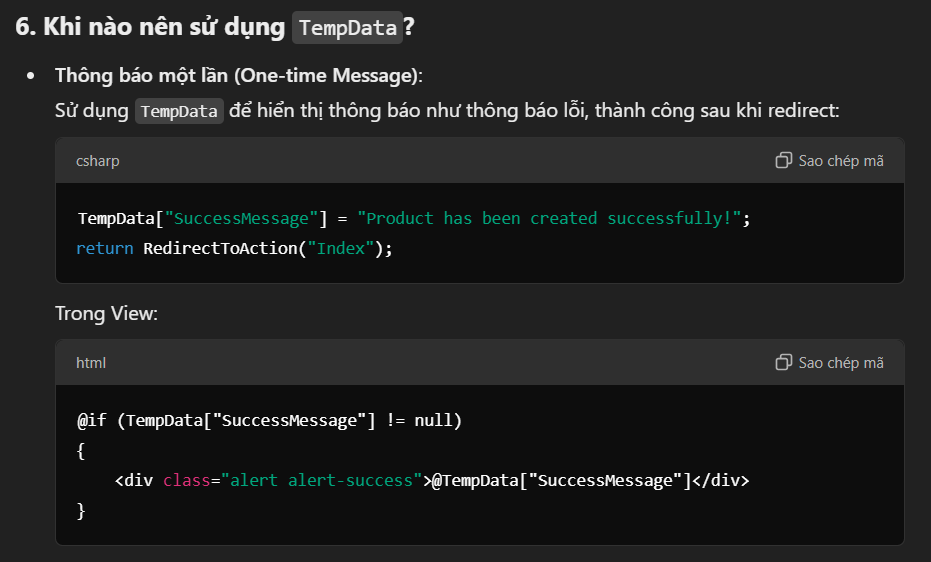 6. Khi nào nên sử dụng TempData?
• Thông báo một lần (One-time Message):
Sử dụng TempData để hiển thị thông báo như thông báo lỗi, thành công sau khi redirect:
csharp
Sao chép mã
TempData["SuccessMessage"] = "Product has been created successfully!";
return RedirectToAction("Index");
Trong View:
html
Sao chép mã
@if (TempData["SuccessMessage"] != null)
{
    <div class="alert alert-success">@TempData["SuccessMessage"]</div>
}